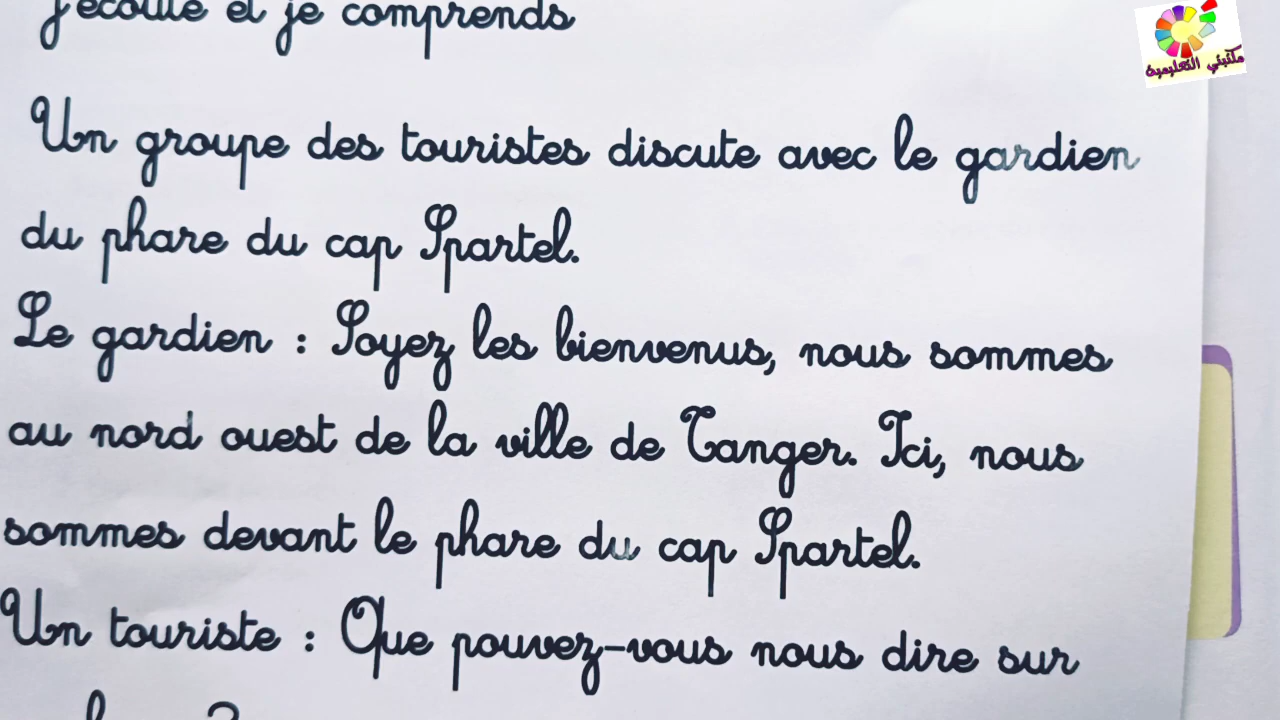 j'écoute et je comprends
مكتبتي التعليمية
Un groupe des touristes discute avec le gardien
du phare du cap Spartel.
Le gardien : Soyez les bienvenus, nous sommes
au nord ouest de la ville de Tanger. Ici, nous
sommes devant le phare du cap Spartel.
Un touriste : Que pouvez-vous nous dire sur